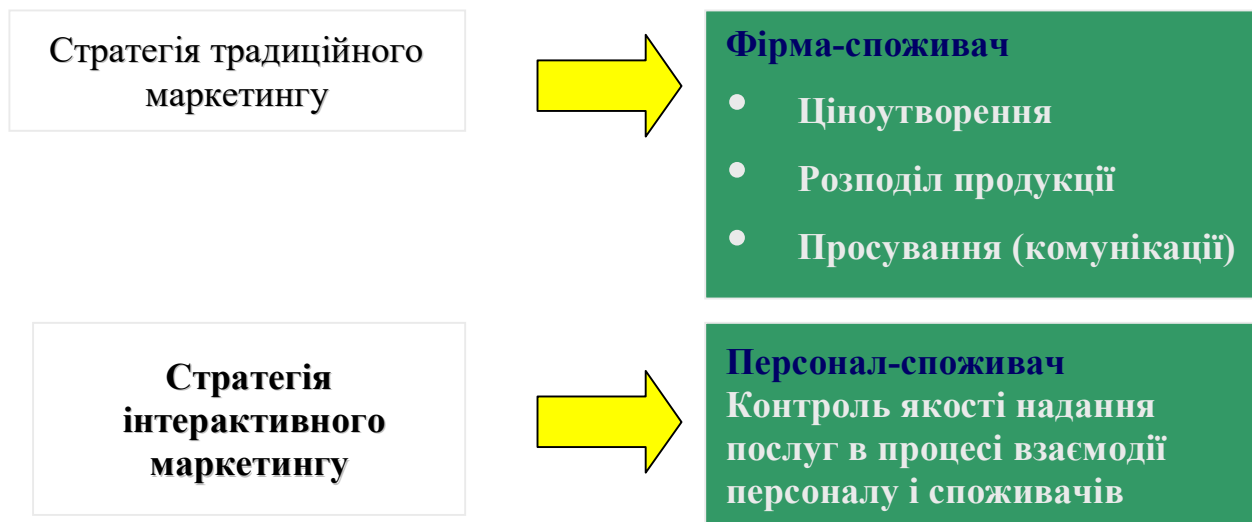 Стратегія традиційного
маркетингу
Фірма-споживач
• Ціноутворення
• Розподіл продукції
• Просування (комунікації)
Стратегія
інтерактивного
маркетингу
Персонал-споживач
Контроль якості надання
послуг в процесі взаємодії
персоналу і споживачів